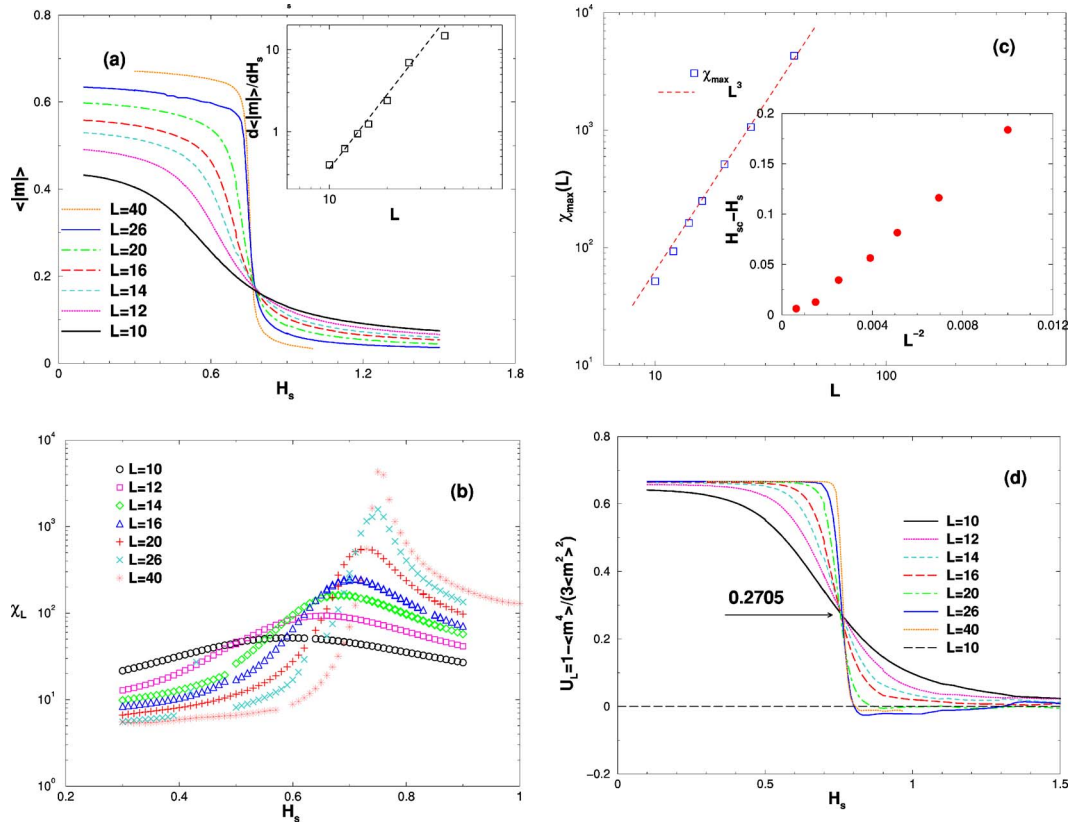 (a)
<|m|>
0.8
0.6
0.4
0.2
0
0.1
0.6
1.2
1.8
H_s
L=40
L=26
L=20
L=16
L=14
L=12
L=10
s
d<|m|>/dH_s
10
1
10
L
(c)
χ_max(L)
10^4
10^3
10^2
10^1
10
100
L
χ_max
L^3
H_sc–H_s
0.2
0.15
0.1
0.05
0
0
0.004
0.008
0.012
L^-2
(b)
χ_L
10^4
10^3
10^2
10^1
10^0
0.2
0.4
0.6
0.8
1
H_s
L=10
L=12
L=14
L=16
L=20
L=26
L=40
(d)
U_L=1–<m^4>/(3<m^2>^2)
0.8
0.6
0.4
0.2
0
–0.2
0
0.5
1
1.5
H_s
0.2705
L=10
L=12
L=14
L=16
L=20
L=26
L=40
L=10